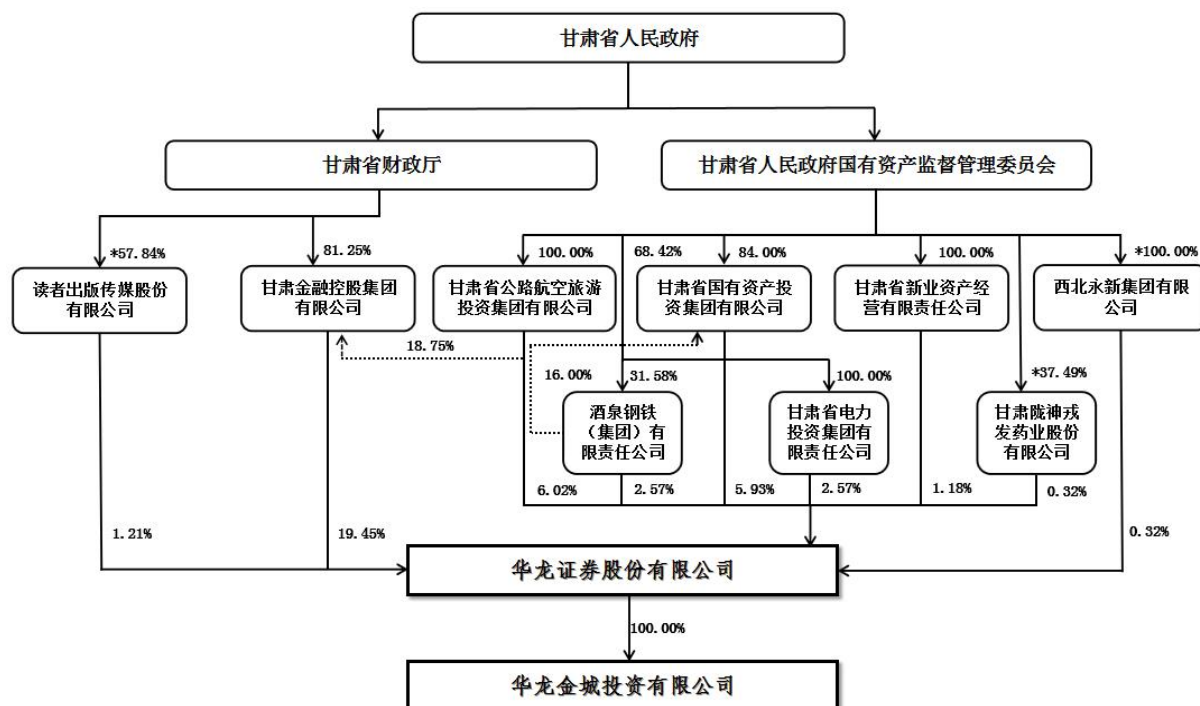 甘肃省人民政府
甘肃省财政厅
甘肃省人民政府国有资产监督管理委员会
*57.84%
81.25%
100.00%
68.42%
84.00%
100.00%
*100.00%
读者出版传媒股份
有限公司
甘肃金融控股集团
有限公司
甘肃省公路航空旅游
投资集团有限公司
甘肃省国有资产投
资集团有限公司
甘肃省新业资产经
营有限责任公司
西北永新集团有限
公司
18.75%
16.00%
31.58%
100.00%
*37.49%
酒泉钢铁
（集团）有
限责任公司
甘肃省电力
投资集团有
限责任公司
甘肃陇神戎
发药业股份
有限公司
6.02%
2.57%
5.93%
2.57%
1.18%
0.32%
1.21%
19.45%
0.32%
华龙证券股份有限公司
100.00%
华龙金城投资有限公司